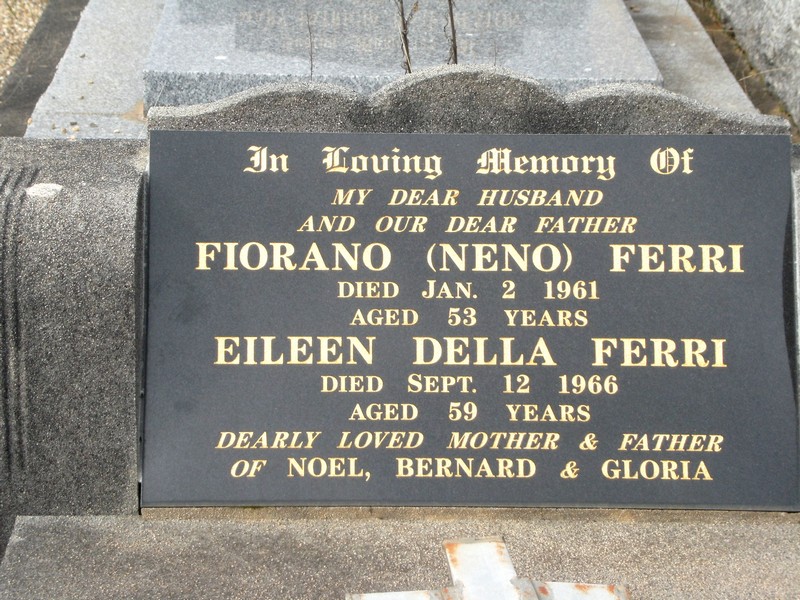 In Loving Memory Of
MY DEAR HUSBAND
AND OUR DEAR FATHER
FIORANO (NENO) FERRI
DIED JAN. 2 1961
AGED 53 YEARS
EILEEN DELLA FERRI
DIED SEPT. 12 1966
AGED 59 YEARS
DEARLY LOVED MOTHER & FATHER
OF NOEL, BERNARD & GLORIA